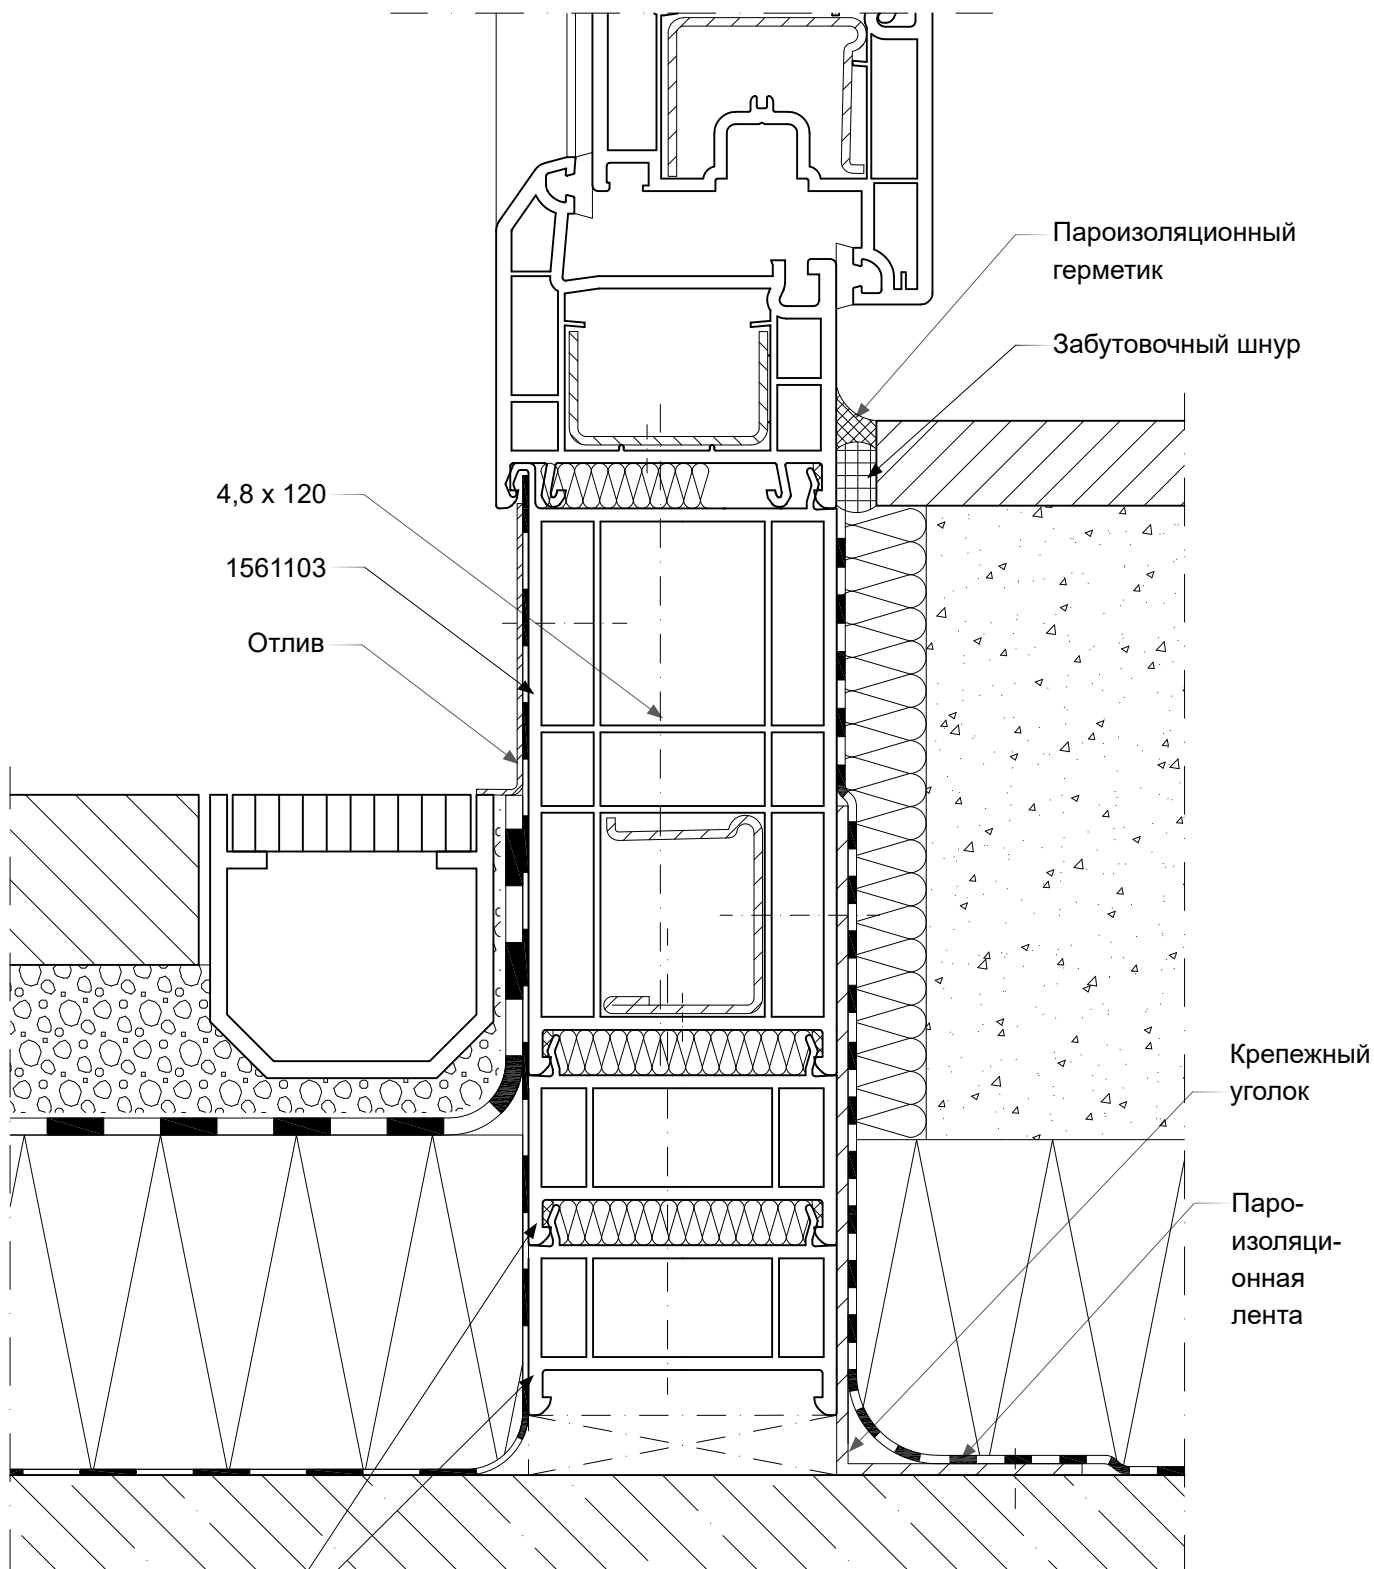 Пароизоляционный
герметик
Забутовочный шнур
4,8 x 120
1561103
Отлив
Крепежный
уголок
Паро-
изоляци-
онная
лента